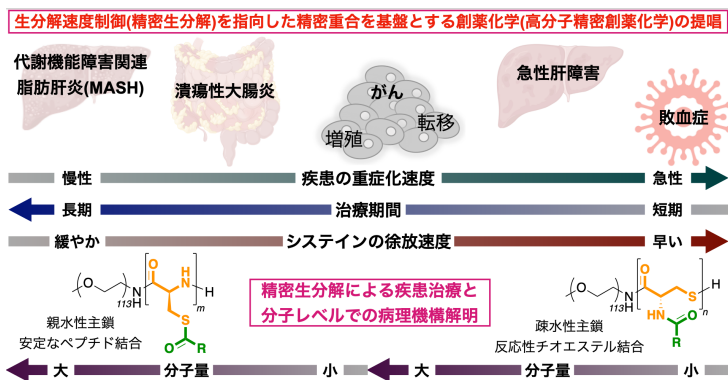 生分解速度制御(精密生分解)を指向した精密重合を基盤とする創薬化学(高分子精密創薬化学)の提唱
代謝機能障害関連
脂肪肝炎(MASH)
潰瘍性大腸炎
がん
増殖
転移
急性肝障害
敗血症
慢性 疾患の重症化速度 急性
長期 治療期間 短期
緩やか システインの徐放速度 早い
O
O
113
H
N
H
N
H
n
S
O
R
親水性主鎖
安定なペプチド結合
精密生分解による疾患治療と
分子レベルでの病理機構解明
O
O
113
H
N
S
H
n
HN
O
R
疎水性主鎖
反応性チオエステル結合
大 分子量 小
大 分子量 小